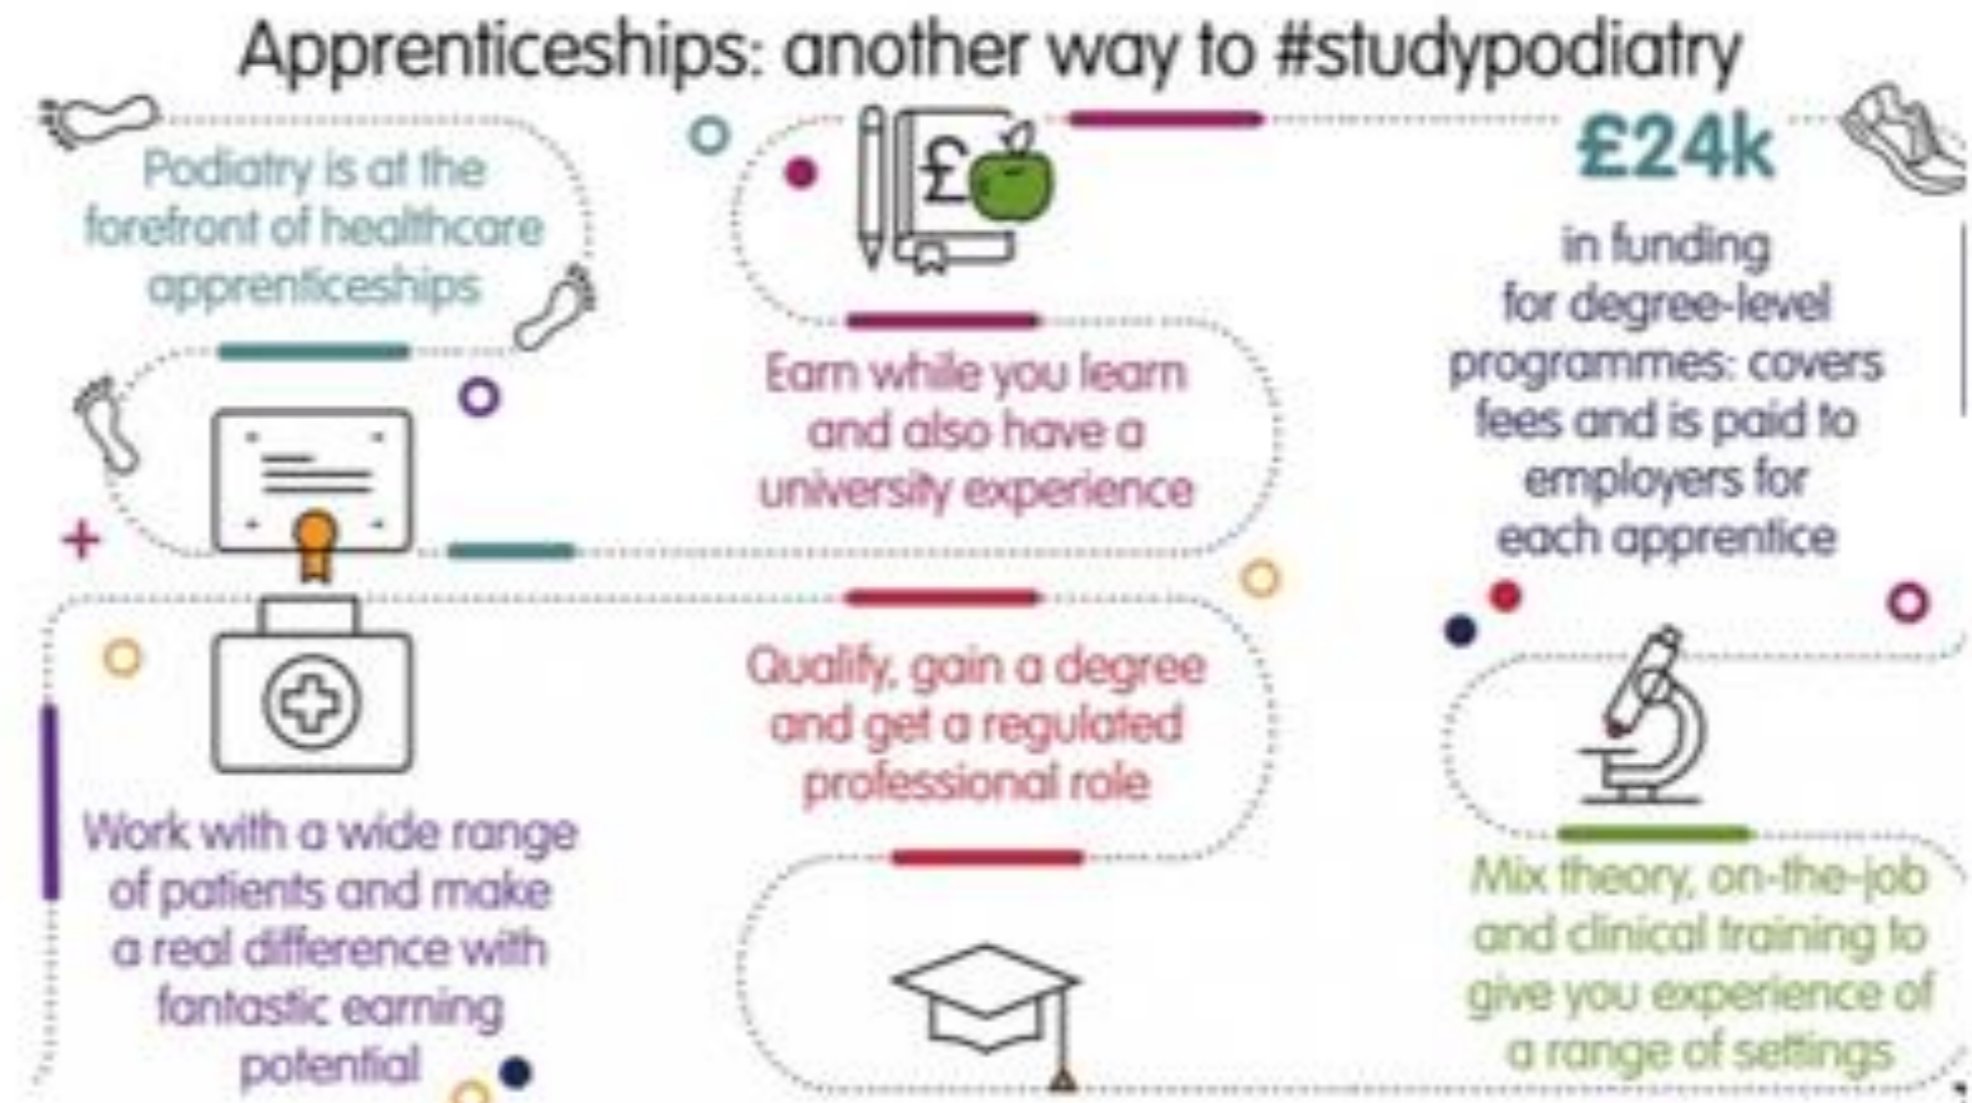 Apprenticeships: another way to #studypodiatry
Podiatry is at the
forefront of healthcare
apprenticeships
£
Earn while you learn
and also have a
university experience
£24k
in funding
for degree-level
programmes: covers
fees and is paid to
employers for
each apprentice
Mix theory, on-the-job
and clinical training to
give you experience of
a range of settings
Qualify, gain a degree
and get a regulated
professional role
Work with a wide range
of patients and make
a real difference with
fantastic earning
potential